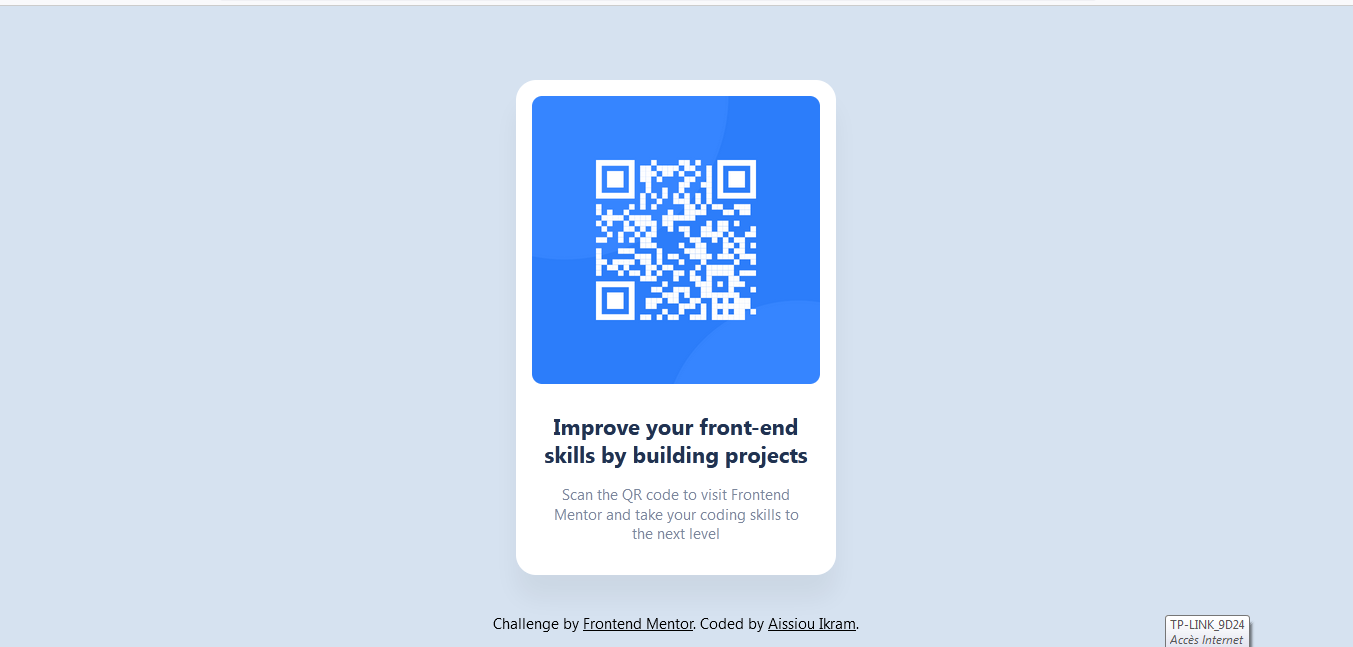 Improve your front-end
skills by building projects
Scan the QR code to visit Frontend
Mentor and take your coding skills to
the next level
Challenge by Frontend Mentor. Coded by Aissiou Ikram.
TP-LINK_9D24
Accès Internet